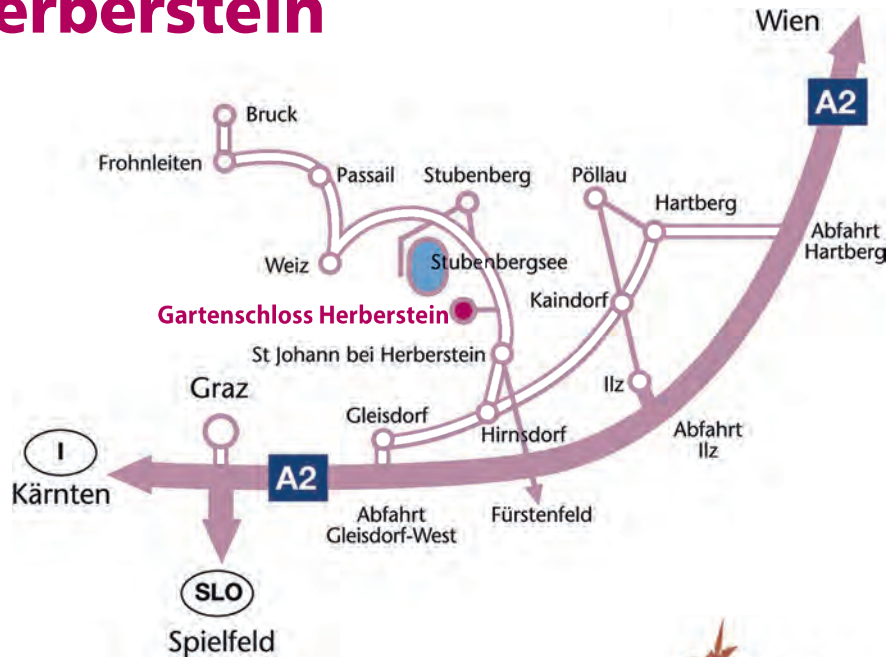 erberstein
Wien
A2
Bruck
Frohnleiten
Passail
Stubenberg
Pöllau
Hartberg
Abfahrt
Hartberg
Weiz
Stubenbergsee
Kaindorf
Gartenschloss Herberstein
St Johann bei Herberstein
Graz
Ilz
Gleisdorf
Hirnsdorf
Abfahrt
Ilz
I
Kärnten
A2
Abfahrt
Gleisdorf-West
Fürstenfeld
SLO
Spielfeld